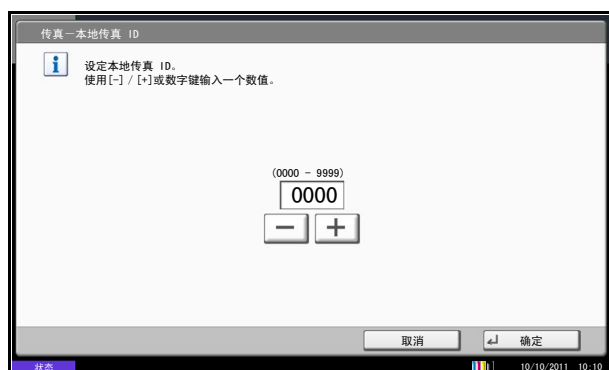 传真－本地传真 ID
设定本地传真 ID。
使用[-] / [+]或数字键输入一个数值。
(0000 - 9999)
0000
取消
确定
状态
10/10/2011 10:10